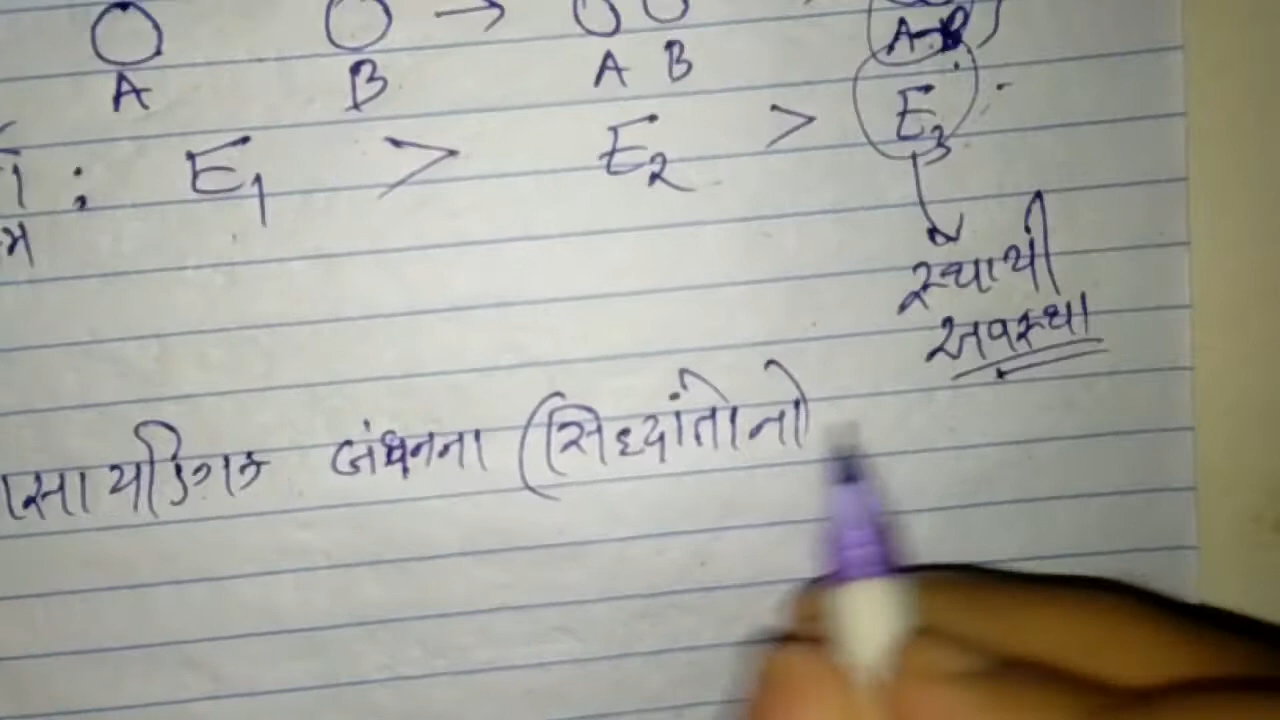 A B → A B A-B
: E₁ > E₂ > E₃
સ્થાયી
અવસ્થા
રાસાયણિક બંધનના (સિધ્ધાંતોનો